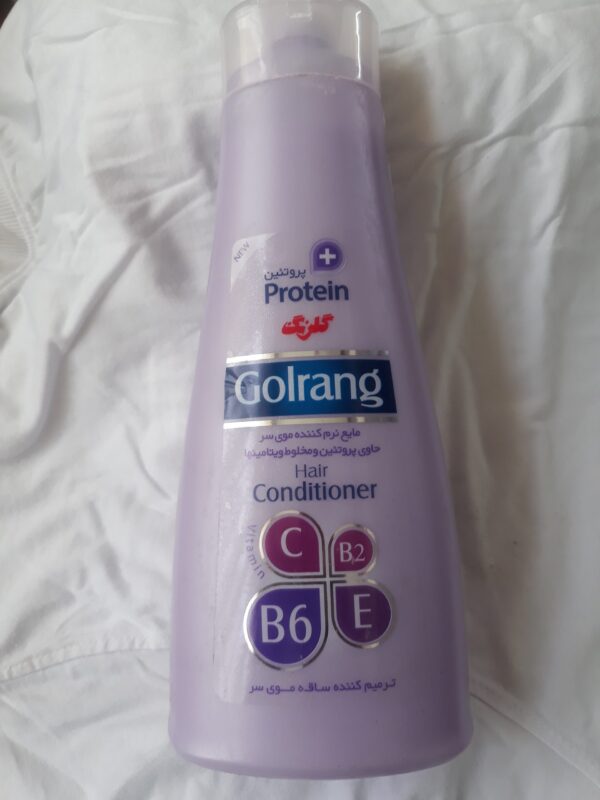 NEW
+
پروتئین
Protein
گلرنگ
Golrang
مایع نرم کننده موی سر
حاوی پروتئین و مخلوط ویتامینها
Hair
Conditioner
Vitamin
C
B2
B6
E
ترمیم کننده ساقه موی سر